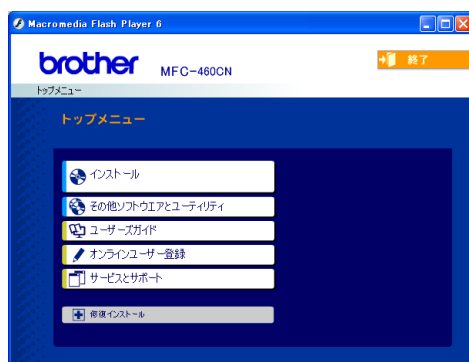 Macromedia Flash Player 6
brother
MFC-460CN
終了
トップメニュー
トップメニュー
インストール
その他ソフトウエアとユーティリティ
ユーザーズガイド
オンラインユーザー登録
サービスとサポート
修復インストール